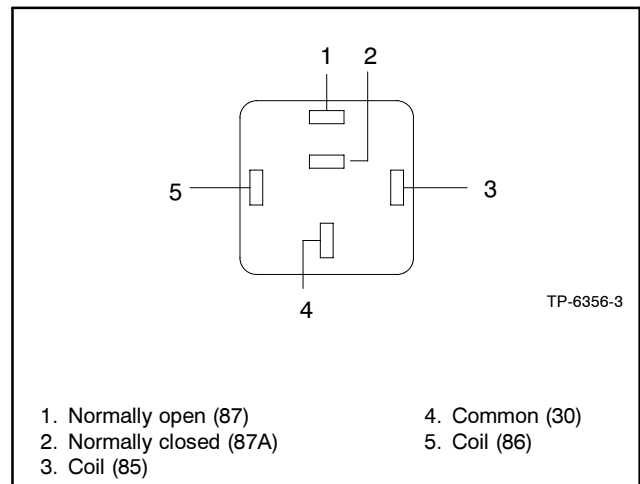 1 2
5 3
4
TP-6356-3
1. Normally open (87)
2. Normally closed (87A)
3. Coil (85)
4. Common (30)
5. Coil (86)